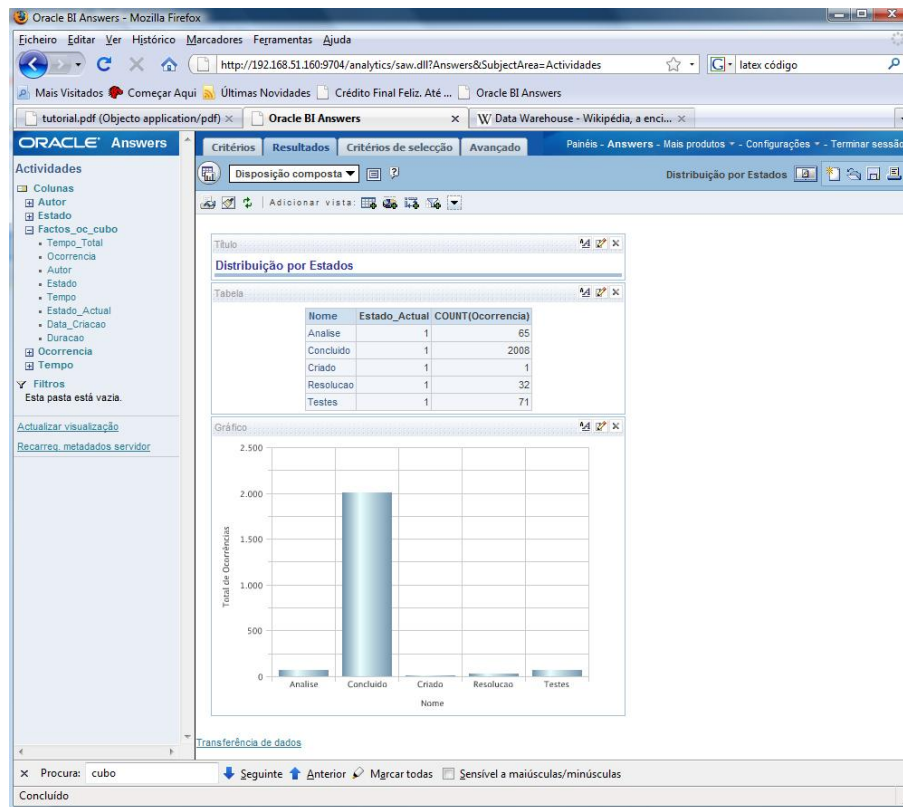 Oracle BI Answers - Mozilla Firefox
Ficheiro Editar Ver Histórico Marcadores Ferramentas Ajuda
http://192.168.51.160:9704/analytics/saw.dll?Answers&SubjectArea=Actividades
G latex código
Mais Visitados Começar Aqui Últimas Novidades Crédito Final Feliz. Até ... Oracle BI Answers
tutorial.pdf (Objecto application/pdf) Oracle BI Answers W Data Warehouse - Wikipédia, a enci...
ORACLE Answers
Critérios Resultados Critérios de selecção Avançado
Painéis - Answers - Mais produtos - Configurações - Terminar sessão
Actividades
Disposição composta
Distribuição por Estados
Colunas
Autor
Estado
Factos_oc_cubo
Tempo_Total
Ocorrencia
Autor
Estado
Tempo
Estado_Actual
Data_Criacao
Duracao
Ocorrencia
Tempo
Filtros
Esta pasta está vazia.
Actualizar visualização
Recarreg. metadados servidor
Adicionar vista:
Título
Distribuição por Estados
Tabela
Nome Estado_Actual COUNT(Ocorrencia)
Analise 1 65
Concluido 1 2008
Criado 1 1
Resolucao 1 32
Testes 1 71
Gráfico
2.500
2.000
1.500
1.000
500
0
Total de Ocorrências
Analise Concluido Criado Resolucao Testes
Nome
Transferência de dados
Procura: cubo Seguinte Anterior Marcar todas Sensível a maiúsculas/minúsculas
Concluído